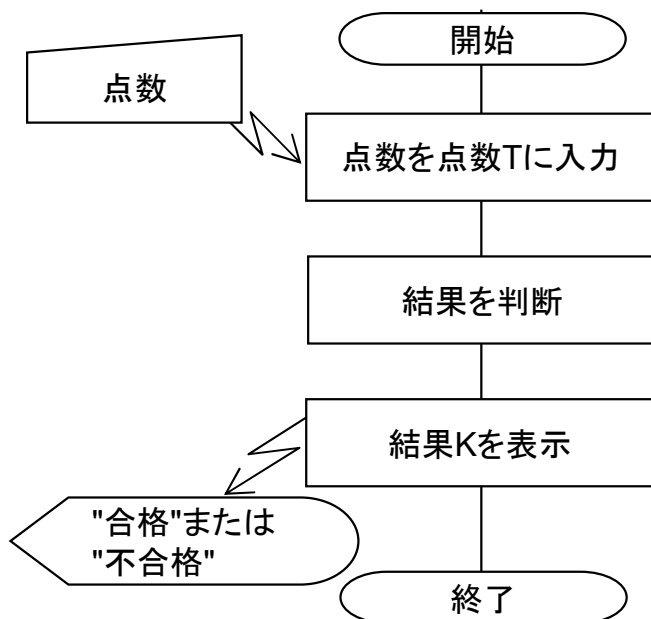 開始
点数
点数を点数Tに入力
結果を判断
結果Kを表示
"合格"または
"不合格"
終了